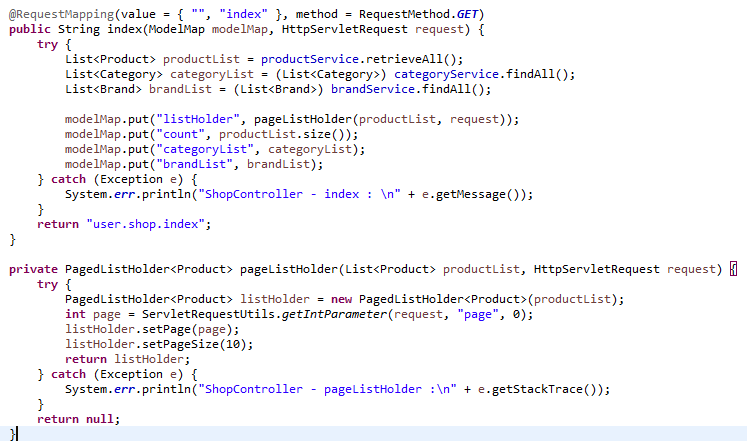 @RequestMapping(value = { "", "index" }, method = RequestMethod.GET)
public String index(ModelMap modelMap, HttpServletRequest request) {
try {
List<Product> productList = productService.retrieveAll();
List<Category> categoryList = (List<Category>) categoryService.findAll();
List<Brand> brandList = (List<Brand>) brandService.findAll();
modelMap.put("listHolder", pageListHolder(productList, request));
modelMap.put("count", productList.size());
modelMap.put("categoryList", categoryList);
modelMap.put("brandList", brandList);
} catch (Exception e) {
System.err.println("ShopController - index : \n" + e.getMessage());
}
return "user.shop.index";
}
private PagedListHolder<Product> pageListHolder(List<Product> productList, HttpServletRequest request) {
try {
PagedListHolder<Product> listHolder = new PagedListHolder<Product>(productList);
int page = ServletRequestUtils.getIntParameter(request, "page", 0);
listHolder.setPage(page);
listHolder.setPageSize(10);
return listHolder;
} catch (Exception e) {
System.err.println("ShopController - pageListHolder :\n" + e.getStackTrace());
}
return null;
}